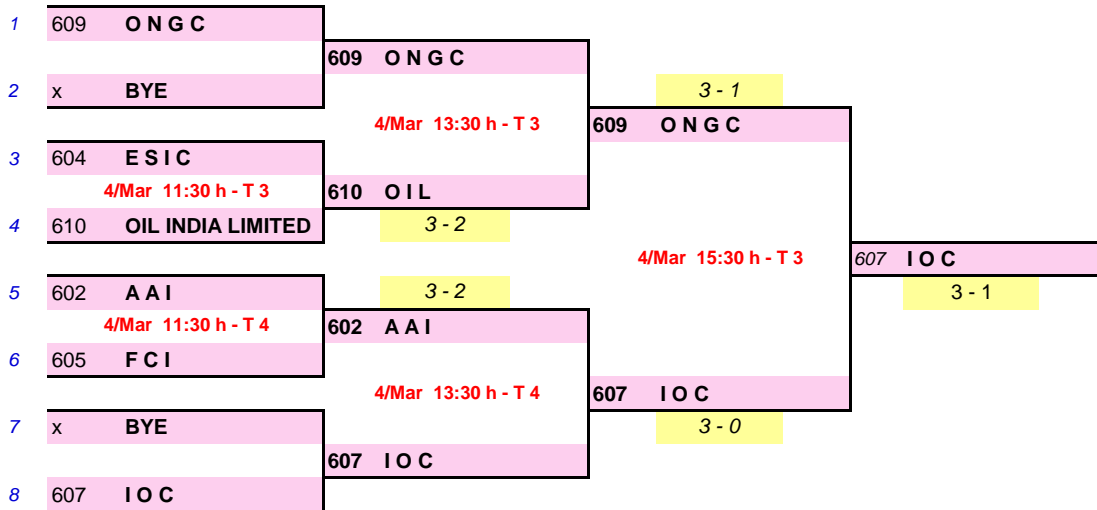 1 609 O N G C
609 O N G C
2 x BYE 3 - 1
4/Mar 13:30 h - T 3 609 O N G C
3 604 E S I C
4/Mar 11:30 h - T 3 610 O I L
4 610 OIL INDIA LIMITED 3 - 2
4/Mar 15:30 h - T 3 607 I O C
5 602 A A I 3 - 2 3 - 1
4/Mar 11:30 h - T 4 602 A A I
6 605 F C I
4/Mar 13:30 h - T 4 607 I O C
7 x BYE 3 - 0
607 I O C
8 607 I O C